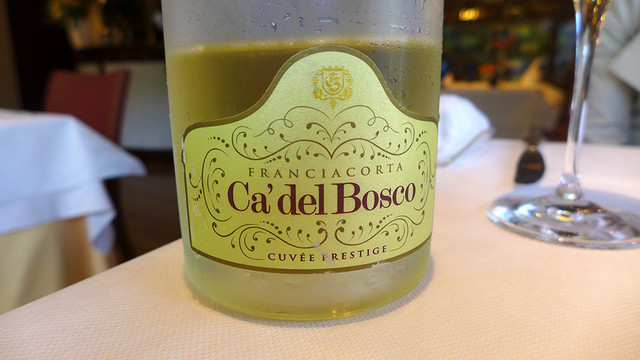 FRANCIACORTA
Ca'del Bosco
CUVÉE PRESTIGE